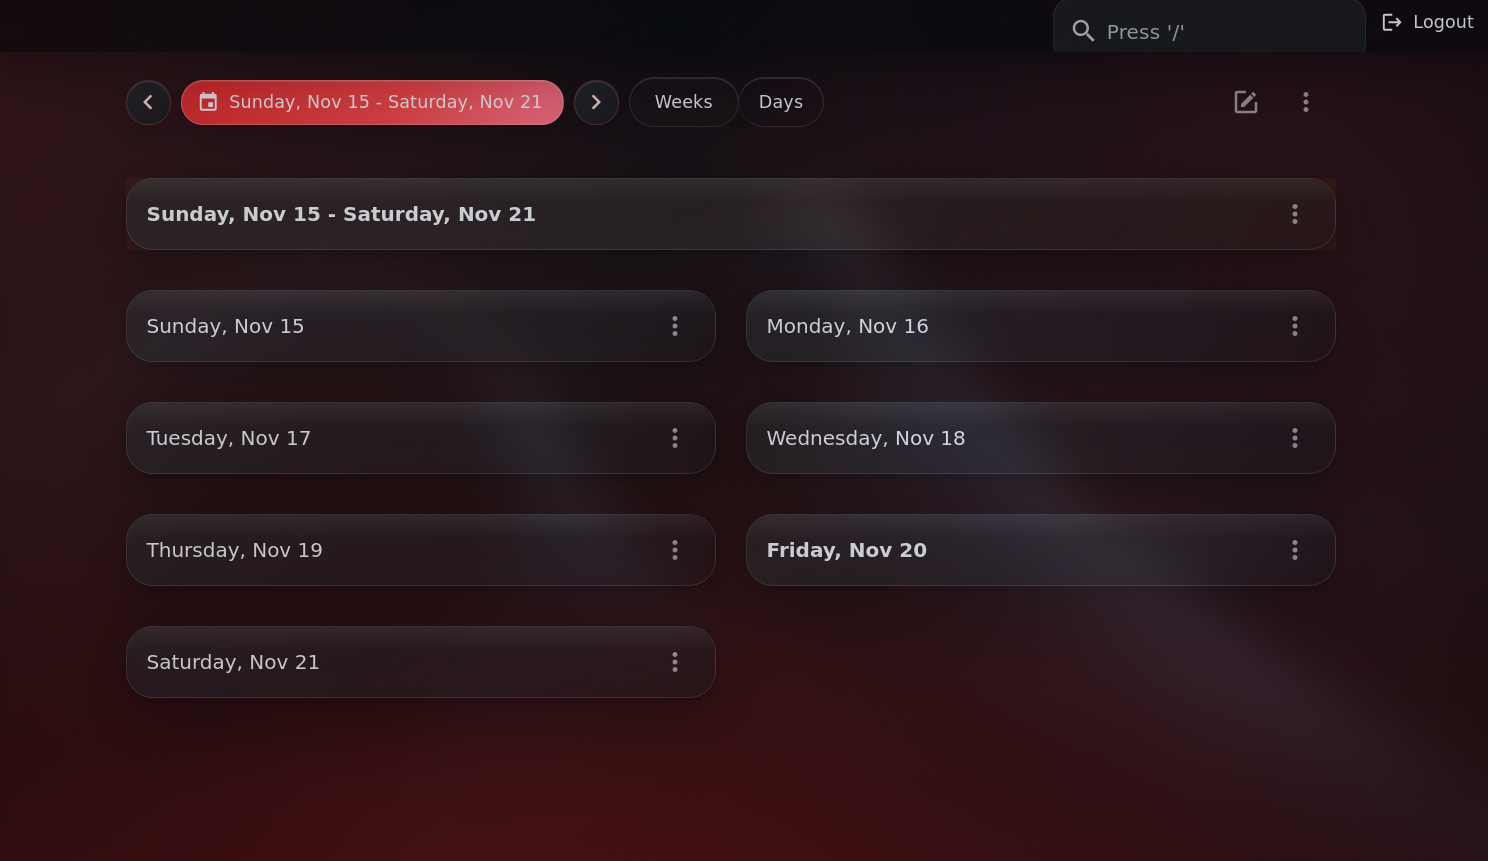 Press '/'
Logout
Sunday, Nov 15 - Saturday, Nov 21
Weeks
Days
Sunday, Nov 15 - Saturday, Nov 21
Sunday, Nov 15
Monday, Nov 16
Tuesday, Nov 17
Wednesday, Nov 18
Thursday, Nov 19
Friday, Nov 20
Saturday, Nov 21